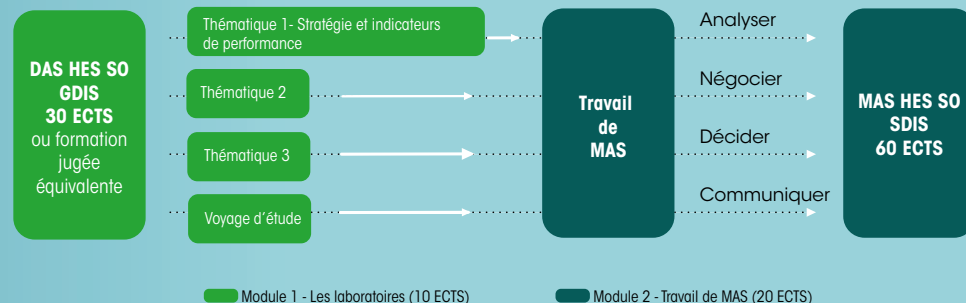 DAS HES SO
GDIS
30 ECTS
ou formation
jugée
équivalente
Thématique 1- Stratégie et indicateurs
de performance
Thématique 2
Thématique 3
Voyage d'étude
Travail
de
MAS
Analyser
Négocier
Décider
Communiquer
MAS HES SO
SDIS
60 ECTS
Module 1 - Les laboratoires (10 ECTS)
Module 2 - Travail de MAS (20 ECTS)